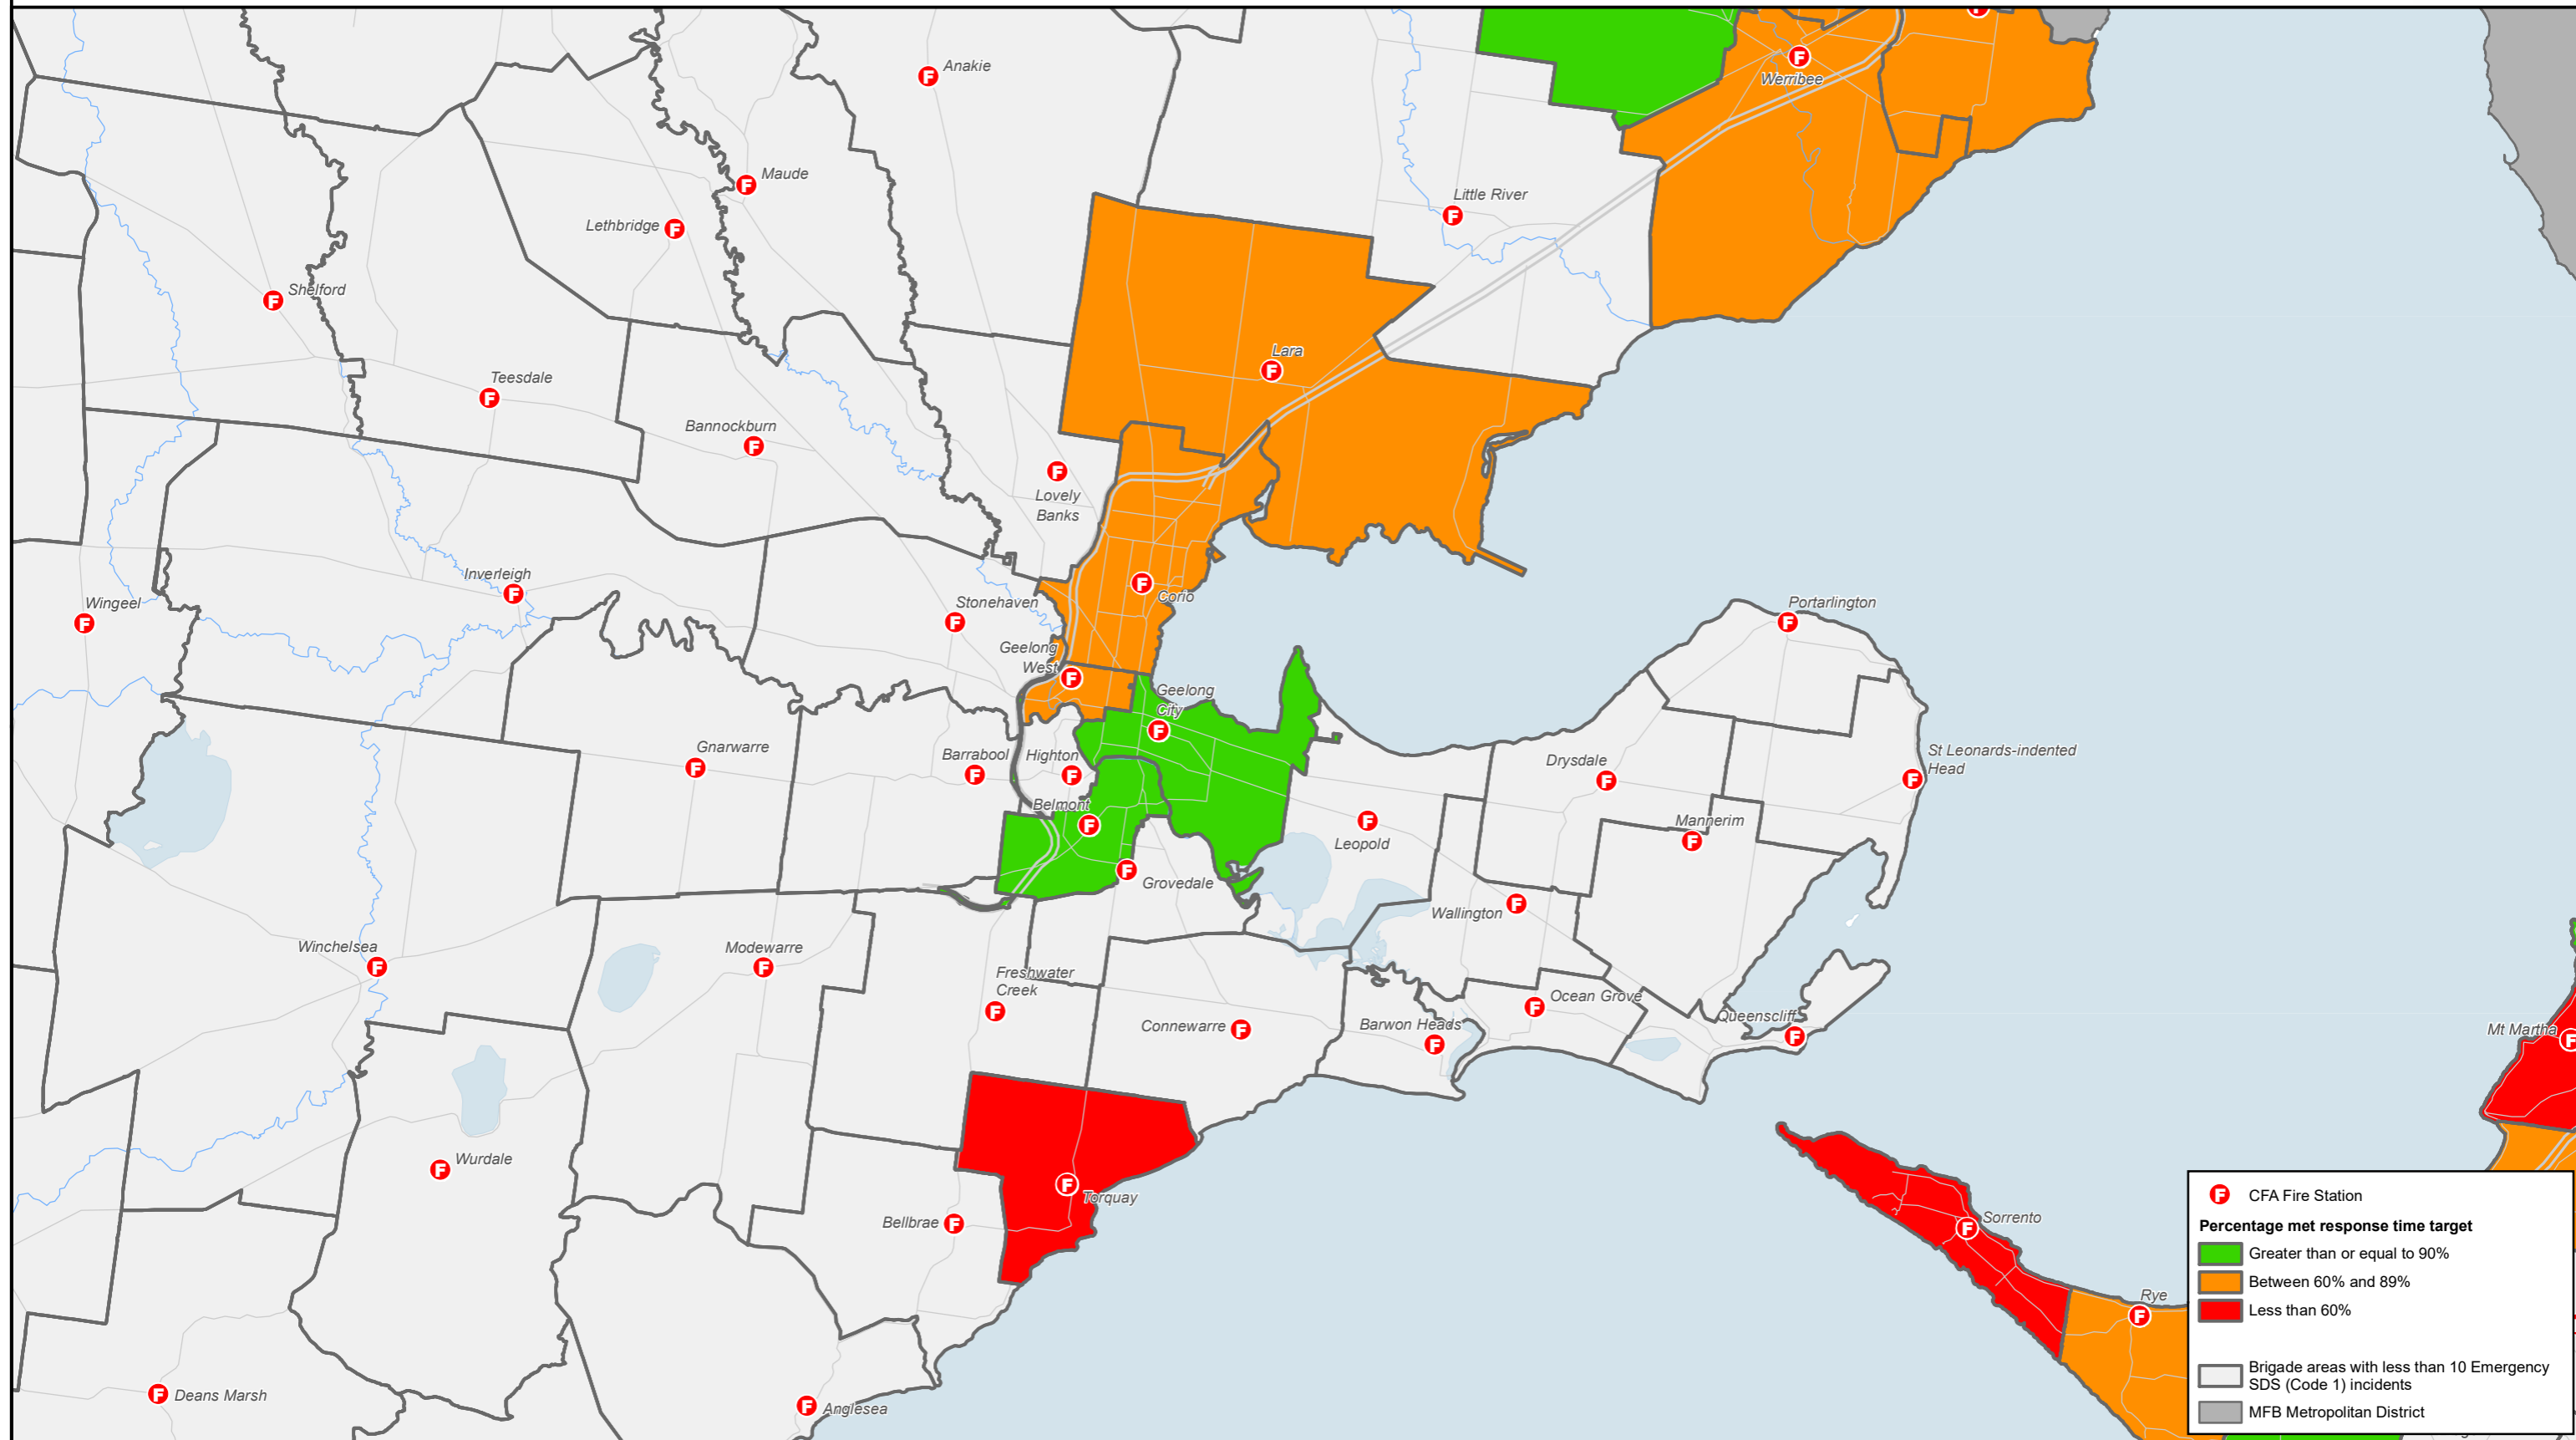 Anakie
Werribee
Maude
Little River
Lethbridge
Shelford
Lara
Teesdale
Bannockburn
Lovely
Banks
Inverleigh
Corio
Wingeel
Stonehaven
Portarlington
Geelong
West
Geelong
City
Gnarwarre
Barrabool
Highton
Drysdale
St Leonards-indented
Head
Belmont
Mannerim
Leopold
Grovedale
Wallington
Winchelsea
Modewarre
Freshwater
Creek
Ocean Grove
Connewarre
Barwon Heads
Queenscliff
Mt Martha
Wurdale
Torquay
Bellbrae
Sorrento
Rye
Deans Marsh
Anglesea
F CFA Fire Station
Percentage met response time target
Greater than or equal to 90%
Between 60% and 89%
Less than 60%
Brigade areas with less than 10 Emergency
SDS (Code 1) incidents
MFB Metropolitan District